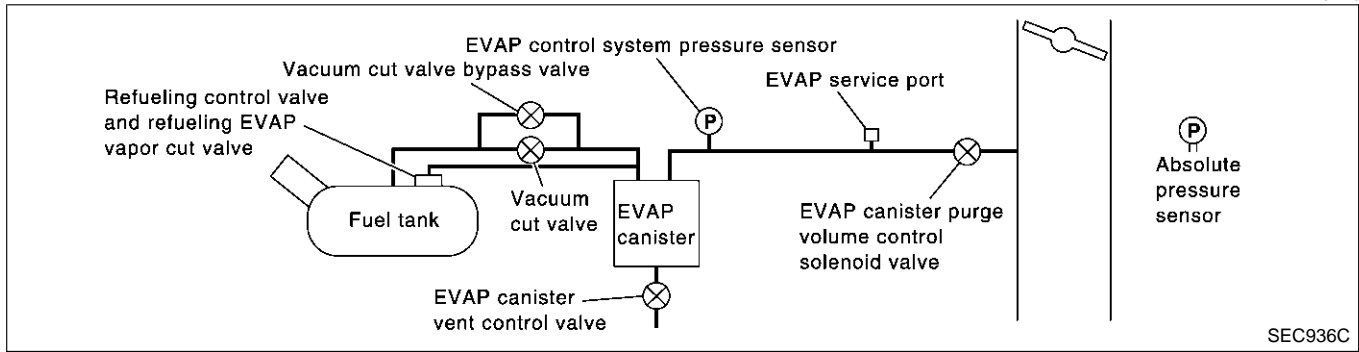 EVAP control system pressure sensor
Vacuum cut valve bypass valve
EVAP service port
Refueling control valve
and refueling EVAP
vapor cut valve
P
P
Absolute
pressure
sensor
Vacuum
cut valve
Fuel tank
EVAP
canister
EVAP canister purge
volume control
solenoid valve
EVAP canister
vent control valve
SEC936C